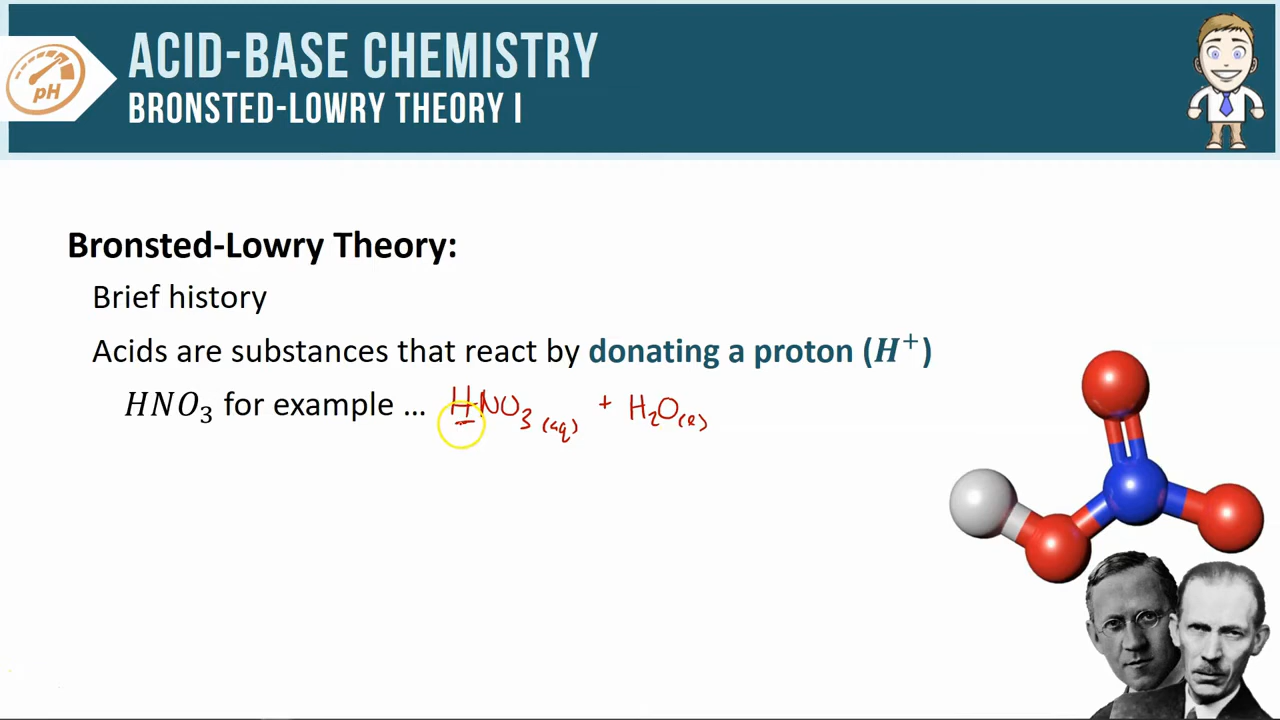 ACID-BASE CHEMISTRY
pH
BRONSTED-LOWRY THEORY I
Bronsted-Lowry Theory:
Brief history
Acids are substances that react by donating a proton (H⁺)
HNO₃ for example ... HNO₃ (aq) + H₂O(l)